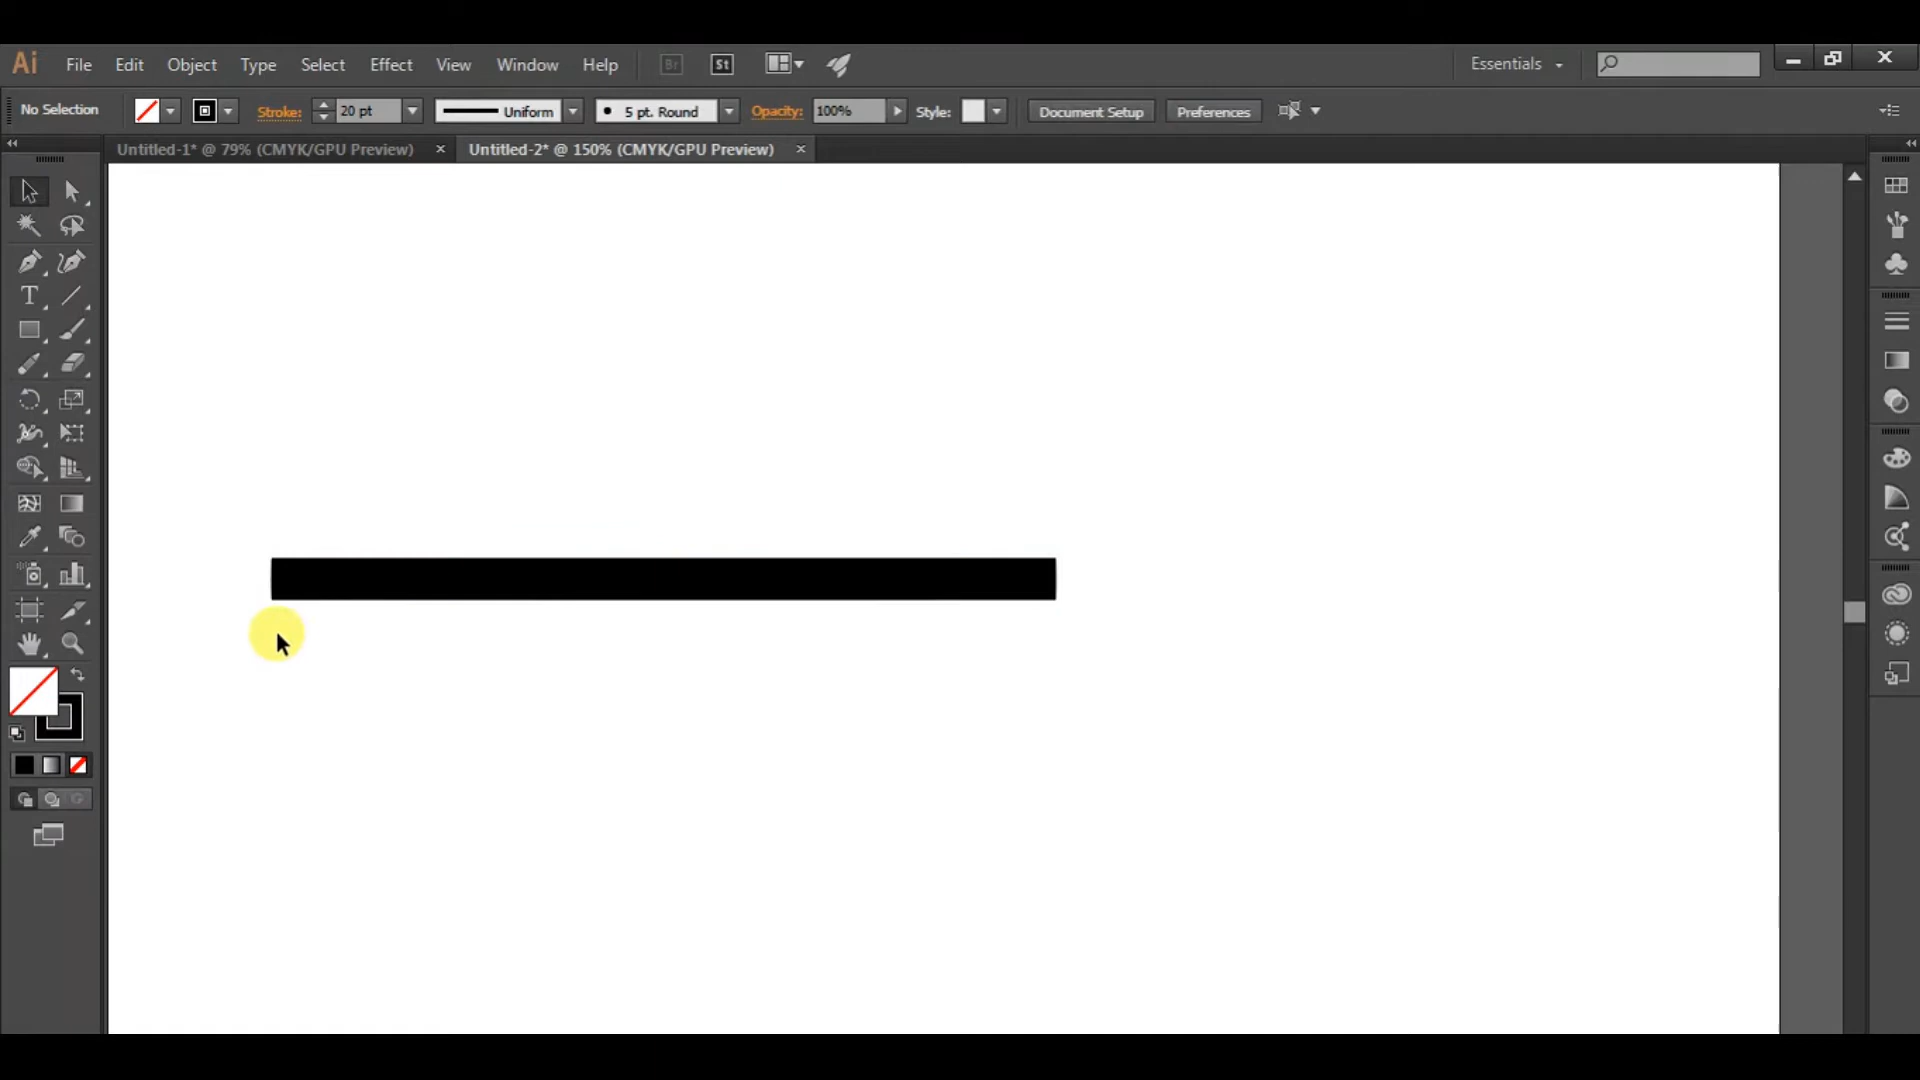 Ai File Edit Object Type Select Effect View Window Help Br St Essentials
No Selection Stroke: 20 pt Uniform 5 pt. Round Opacity: 100% Style: Document Setup Preferences
Untitled-1* @ 79% (CMYK/GPU Preview) × Untitled-2* @ 150% (CMYK/GPU Preview) ×
T